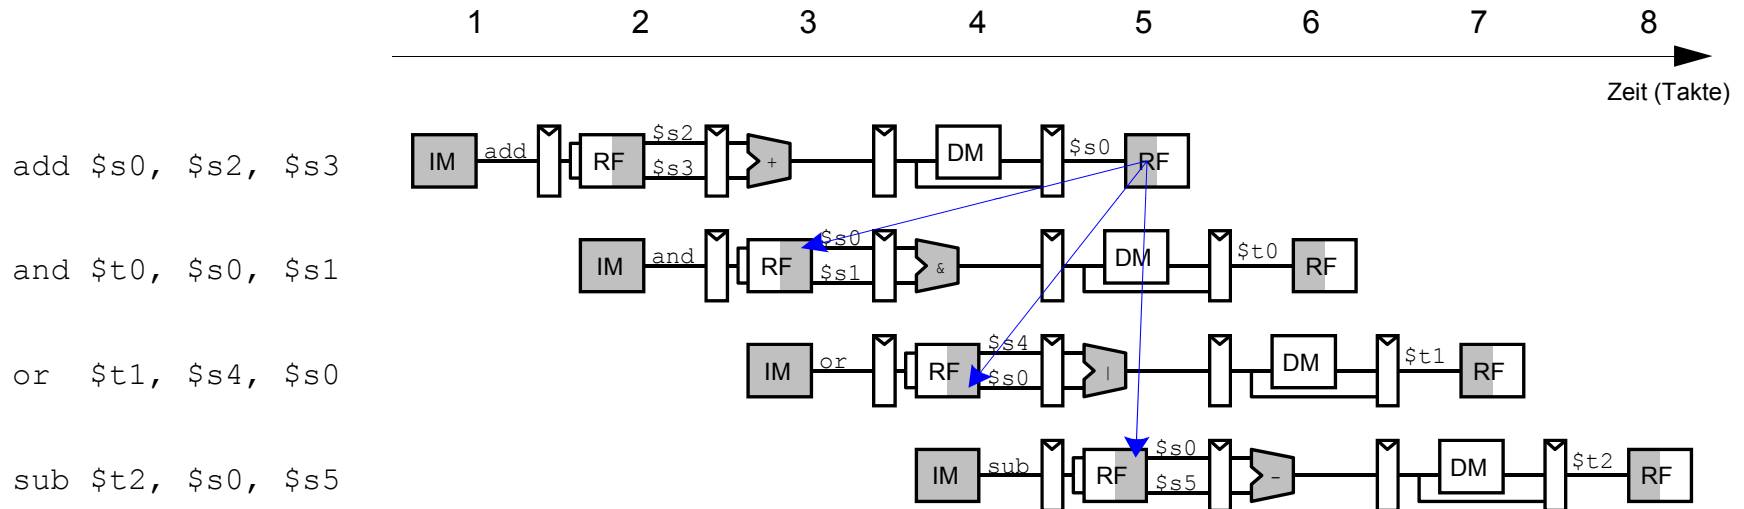 1 2 3 4 5 6 7 8
Zeit (Takte)
add $s0, $s2, $s3
IM add RF $s2 $s3 + DM $s0 RF
and $t0, $s0, $s1
IM and RF $s0 $s1 & DM $t0 RF
or $t1, $s4, $s0
IM or RF $s4 $s0 | DM $t1 RF
sub $t2, $s0, $s5
IM sub RF $s0 $s5 - DM $t2 RF